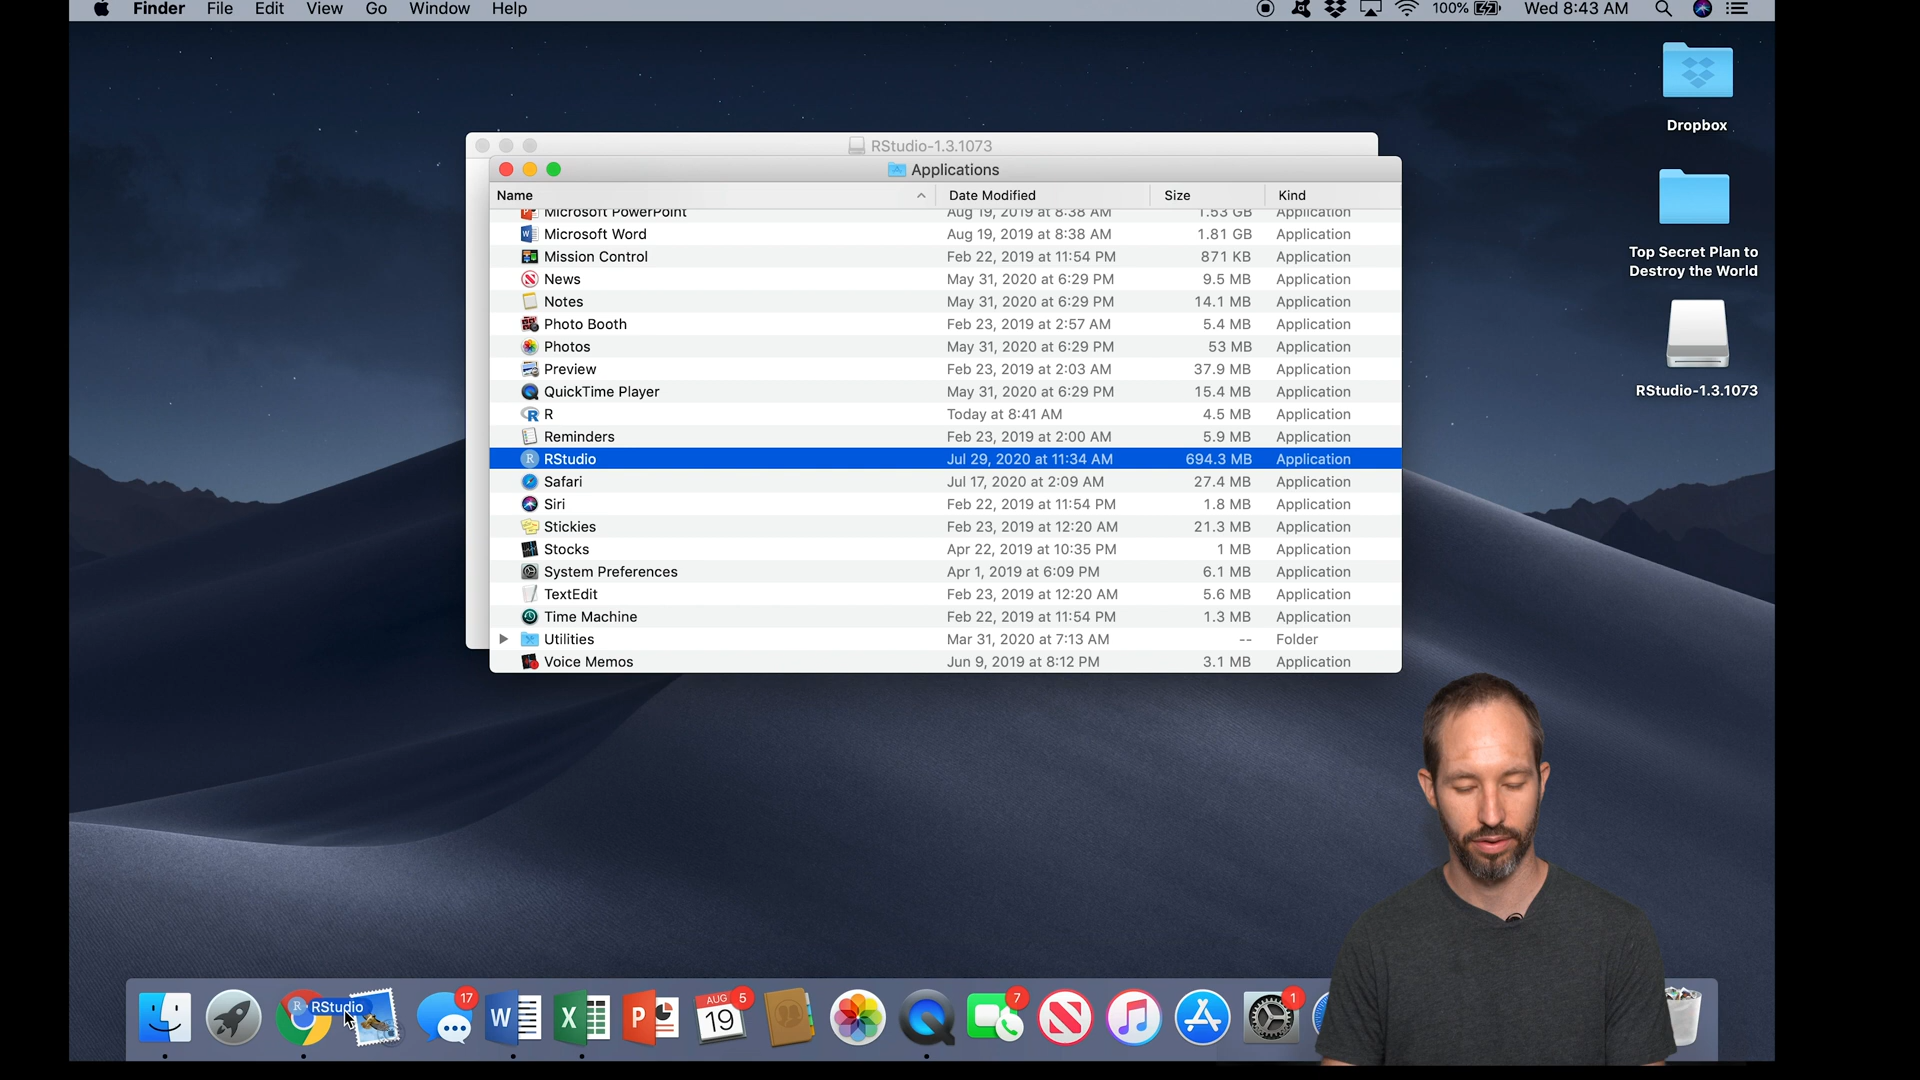 Finder File Edit View Go Window Help 100% Wed 8:43 AM
Dropbox
Top Secret Plan to
Destroy the World
RStudio-1.3.1073
RStudio-1.3.1073
Applications
Name Date Modified Size Kind
Microsoft PowerPoint Aug 19, 2019 at 8:38 AM 1.53 GB Application
Microsoft Word Aug 19, 2019 at 8:38 AM 1.81 GB Application
Mission Control Feb 22, 2019 at 11:54 PM 871 KB Application
News May 31, 2020 at 6:29 PM 9.5 MB Application
Notes May 31, 2020 at 6:29 PM 14.1 MB Application
Photo Booth Feb 23, 2019 at 2:57 AM 5.4 MB Application
Photos May 31, 2020 at 6:29 PM 53 MB Application
Preview Feb 23, 2019 at 2:03 AM 37.9 MB Application
QuickTime Player May 31, 2020 at 6:29 PM 15.4 MB Application
R Today at 8:41 AM 4.5 MB Application
Reminders Feb 23, 2019 at 2:00 AM 5.9 MB Application
RStudio Jul 29, 2020 at 11:34 AM 694.3 MB Application
Safari Jul 17, 2020 at 2:09 AM 27.4 MB Application
Siri Feb 22, 2019 at 11:54 PM 1.8 MB Application
Stickies Feb 23, 2019 at 12:20 AM 21.3 MB Application
Stocks Apr 22, 2019 at 10:35 PM 1 MB Application
System Preferences Apr 1, 2019 at 6:09 PM 6.1 MB Application
TextEdit Feb 23, 2019 at 12:20 AM 5.6 MB Application
Time Machine Feb 22, 2019 at 11:54 PM 1.3 MB Application
Utilities Mar 31, 2020 at 7:13 AM -- Folder
Voice Memos Jun 9, 2019 at 8:12 PM 3.1 MB Application
R RStudio 17 W X P AUG 19 5 7 1